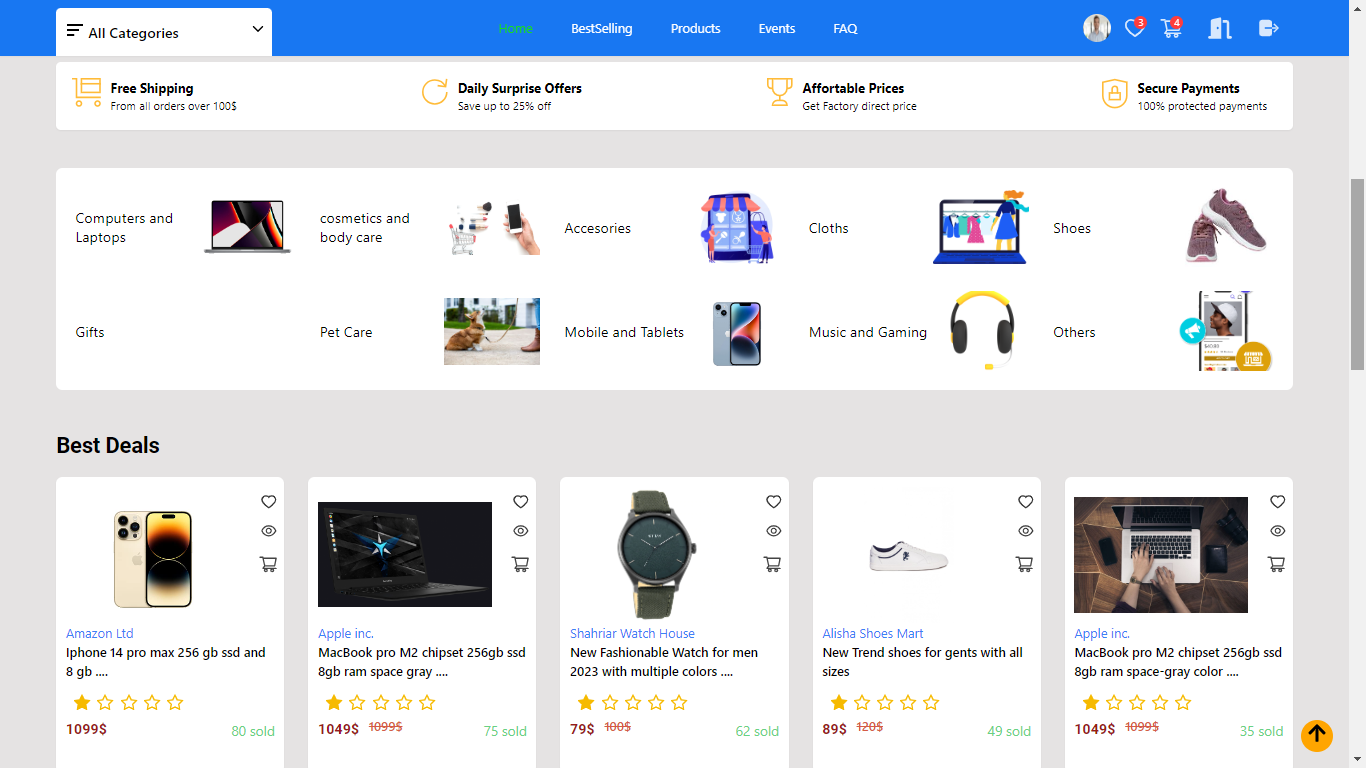 All Categories
Home
BestSelling
Products
Events
FAQ
3
4
Free Shipping
From all orders over 100$
Daily Surprise Offers
Save up to 25% off
Affortable Prices
Get Factory direct price
Secure Payments
100% protected payments
Computers and
Laptops
cosmetics and
body care
Accesories
Cloths
Shoes
Gifts
Pet Care
Mobile and Tablets
Music and Gaming
Others
Best Deals
Amazon Ltd
Iphone 14 pro max 256 gb ssd and
8 gb ....
1099$
80 sold
Apple inc.
MacBook pro M2 chipset 256gb ssd
8gb ram space gray ....
1049$ 1099$
75 sold
Shahriar Watch House
New Fashionable Watch for men
2023 with multiple colors ....
79$ 100$
62 sold
Alisha Shoes Mart
New Trend shoes for gents with all
sizes
89$ 120$
49 sold
Apple inc.
MacBook pro M2 chipset 256gb ssd
8gb ram space-gray color ....
1049$ 1099$
35 sold